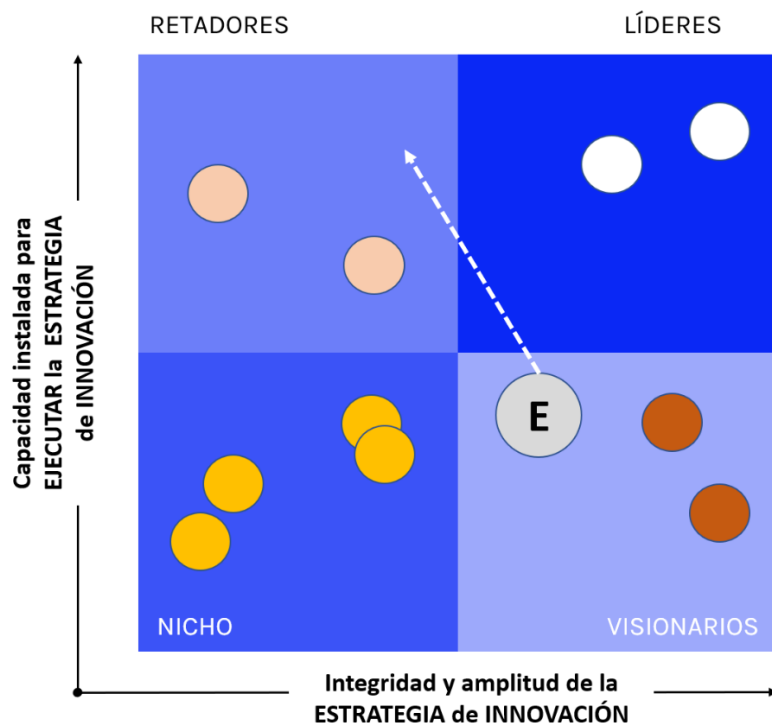 RETADORES
LÍDERES
Capacidad instalada para
EJECUTAR la ESTRATEGIA
de INNOVACIÓN
E
NICHO
VISIONARIOS
Integridad y amplitud de la
ESTRATEGIA de INNOVACIÓN